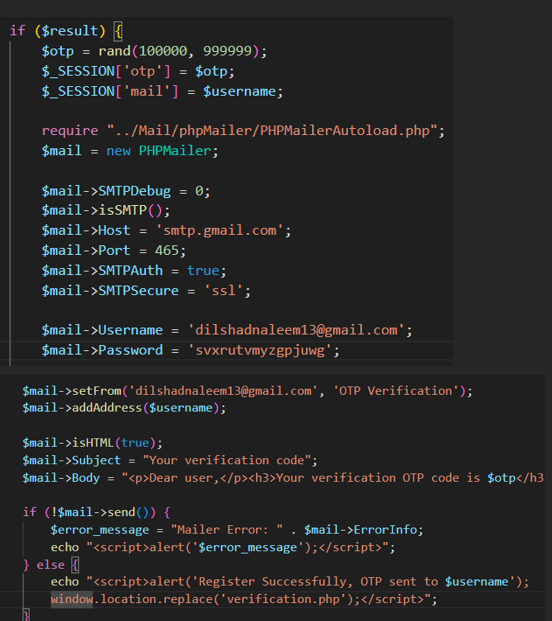 if ($result) {
$otp = rand(100000, 999999);
$_SESSION['otp'] = $otp;
$_SESSION['mail'] = $username;
require "../Mail/phpMailer/PHPMailerAutoload.php";
$mail = new PHPMailer;
$mail->SMTPDebug = 0;
$mail->isSMTP();
$mail->Host = 'smtp.gmail.com';
$mail->Port = 465;
$mail->SMTPAuth = true;
$mail->SMTPSecure = 'ssl';
$mail->Username = 'dilshadnaleem13@gmail.com';
$mail->Password = 'svxrutvmyzgpjuwg';
$mail->setFrom('dilshadnaleem13@gmail.com', 'OTP Verification');
$mail->addAddress($username);
$mail->isHTML(true);
$mail->Subject = "Your verification code";
$mail->Body = "<p>Dear user,</p><h3>Your verification OTP code is $otp</h3
if (!$mail->send()) {
$error_message = "Mailer Error: " . $mail->ErrorInfo;
echo "<script>alert('$error_message');</script>";
} else {
echo "<script>alert('Register Successfully, OTP sent to $username');
window.location.replace('verification.php');</script>";
}